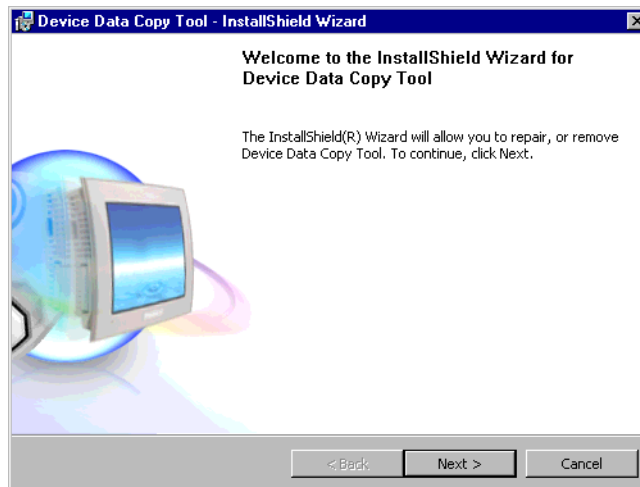 Device Data Copy Tool - InstallShield Wizard
Welcome to the InstallShield Wizard for
Device Data Copy Tool
The InstallShield(R) Wizard will allow you to repair, or remove
Device Data Copy Tool. To continue, click Next.
< Back
Next >
Cancel